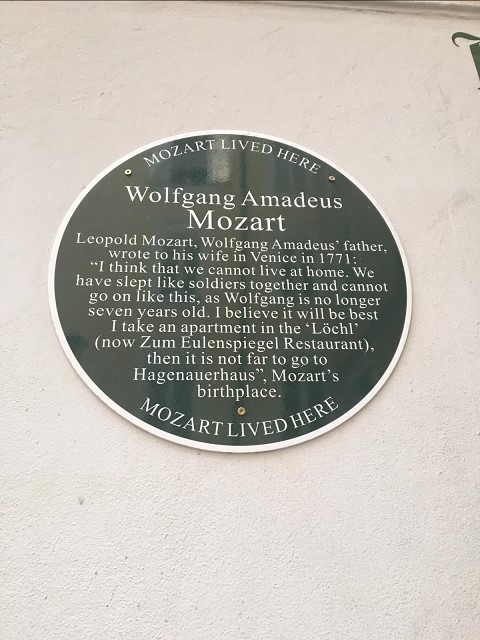 MOZART LIVED HERE
Wolfgang Amadeus
Mozart
Leopold Mozart, Wolfgang Amadeus' father,
wrote to his wife in Venice in 1771:
“I think that we cannot live at home. We
have slept like soldiers together and cannot
go on like this, as Wolfgang is no longer
seven years old. I believe it will be best
I take an apartment in the ‘Löchl’
(now Zum Eulenspiegel Restaurant),
then it is not far to go to
Hagenauerhaus”, Mozart's
birthplace.
MOZART LIVED HERE